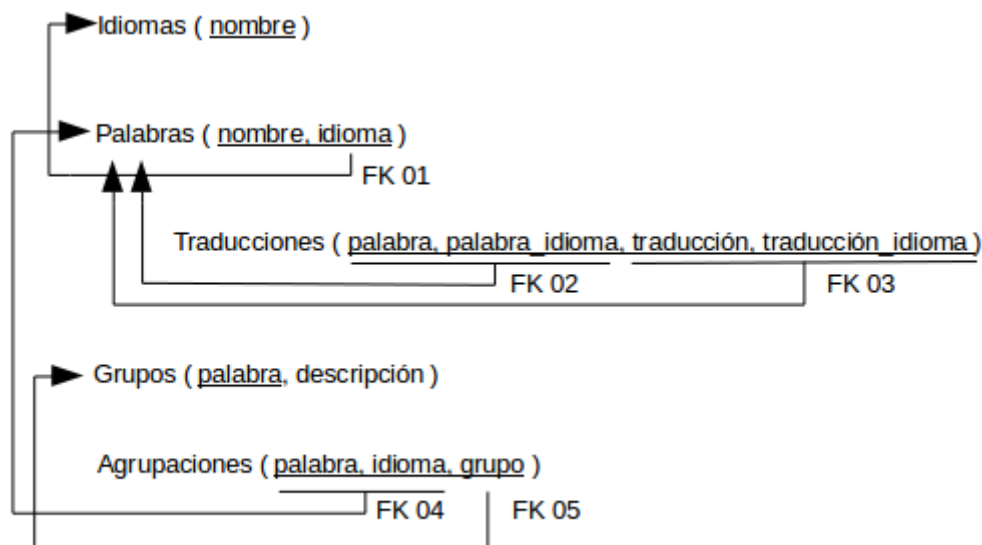 Idiomas ( nombre )
Palabras ( nombre, idioma )
FK 01
Traducciones ( palabra, palabra_idioma, traducción, traducción_idioma )
FK 02 FK 03
Grupos ( palabra, descripción )
Agrupaciones ( palabra, idioma, grupo )
FK 04 FK 05